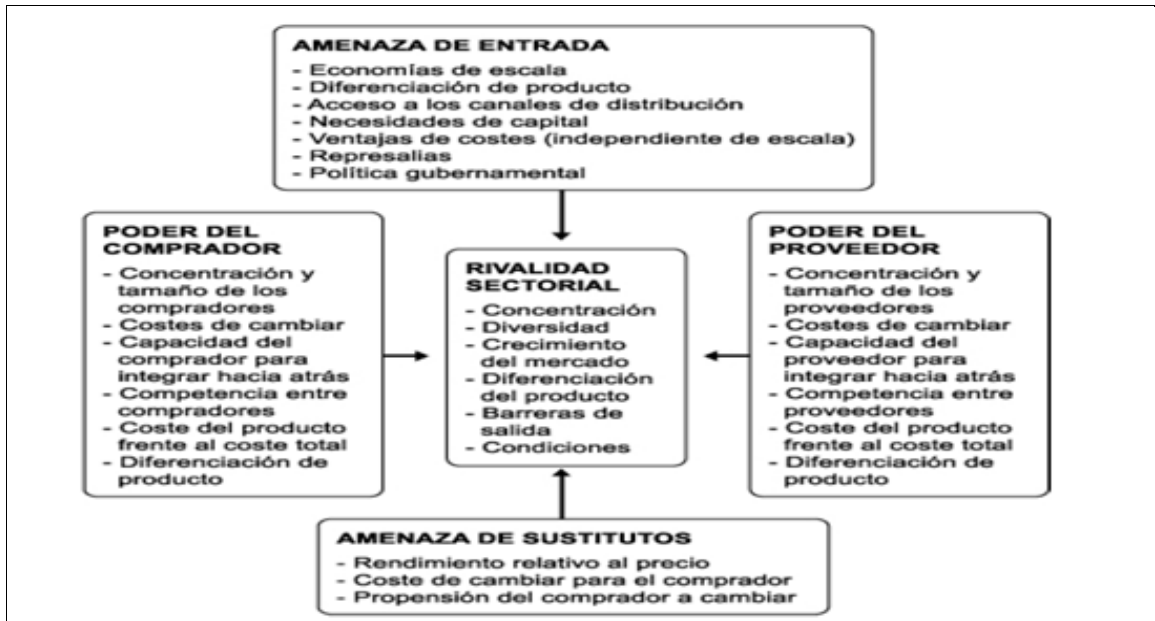 AMENAZA DE ENTRADA
- Economías de escala
- Diferenciación de producto
- Acceso a los canales de distribución
- Necesidades de capital
- Ventajas de costes (independiente de escala)
- Represalias
- Política gubernamental
PODER DEL
COMPRADOR
- Concentración y
tamaño de los
compradores
- Costes de cambiar
- Capacidad del
comprador para
integrar hacia atrás
- Competencia entre
compradores
- Coste del producto
frente al coste total
- Diferenciación de
producto
RIVALIDAD
SECTORIAL
- Concentración
- Diversidad
- Crecimiento
del mercado
- Diferenciación
del producto
- Barreras de
salida
- Condiciones
PODER DEL
PROVEEDOR
- Concentración y
tamaño de los
proveedores
- Costes de cambiar
- Capacidad del
proveedor para
integrar hacia atrás
- Competencia entre
proveedores
- Coste del producto
frente al coste total
- Diferenciación de
producto
AMENAZA DE SUSTITUTOS
- Rendimiento relativo al precio
- Coste de cambiar para el comprador
- Propensión del comprador a cambiar